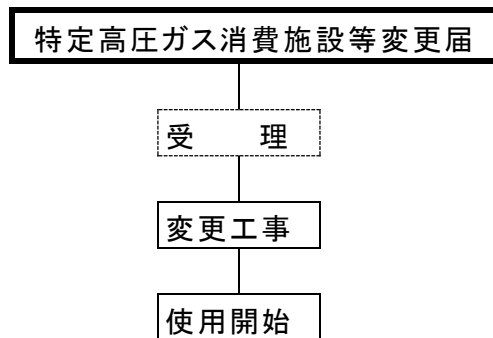 特定高圧ガス消費施設等変更届
受　　理
変更工事
使用開始